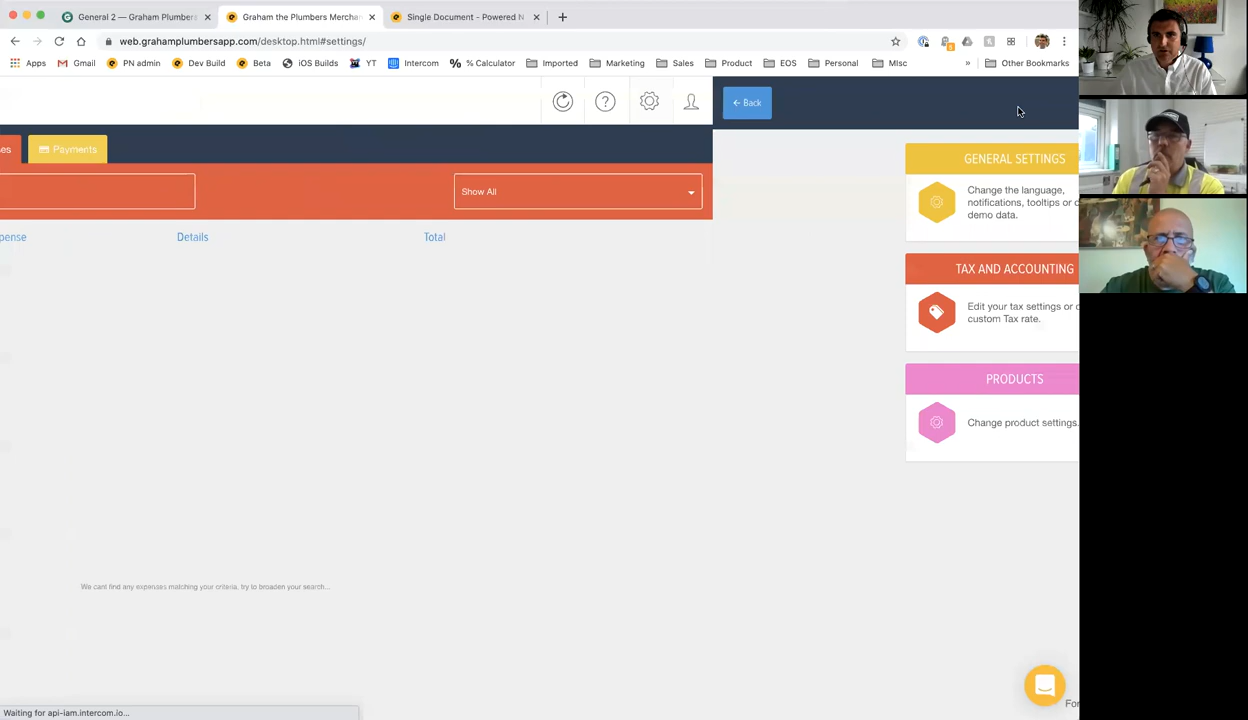 General 2 — Graham Plumbers
Graham the Plumbers Merchan
Single Document - Powered N
web.grahamplumbersapp.com/desktop.html#settings/
Apps
Gmail
PN admin
Dev Build
Beta
iOS Builds
YT
Intercom
% Calculator
Imported
Marketing
Sales
Product
EOS
Personal
MIsc
»
Other Bookmarks
← Back
es
Payments
Show All
pense
Details
Total
We cant find any expenses matching your criteria, try to broaden your search...
GENERAL SETTINGS
Change the language,
notifications, tooltips or c
demo data.
TAX AND ACCOUNTING
Edit your tax settings or c
custom Tax rate.
PRODUCTS
Change product settings.
For
Waiting for api-iam.intercom.io...